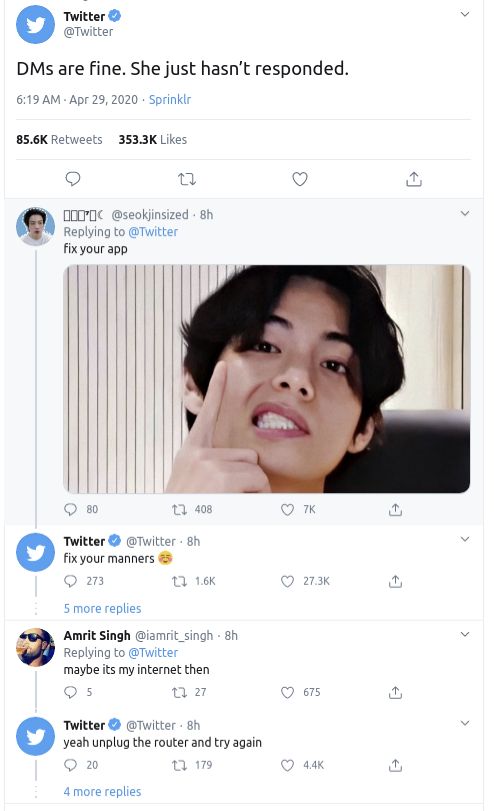 Twitter
@Twitter
DMs are fine. She just hasn’t responded.
6:19 AM · Apr 29, 2020 · Sprinklr
85.6K Retweets 353.3K Likes
@seokjinsized · 8h
Replying to @Twitter
fix your app
80 408 7K
Twitter @Twitter · 8h
fix your manners ☺️
273 1.6K 27.3K
5 more replies
Amrit Singh @iamrit_singh · 8h
Replying to @Twitter
maybe its my internet then
5 27 675
Twitter @Twitter · 8h
yeah unplug the router and try again
20 179 4.4K
4 more replies